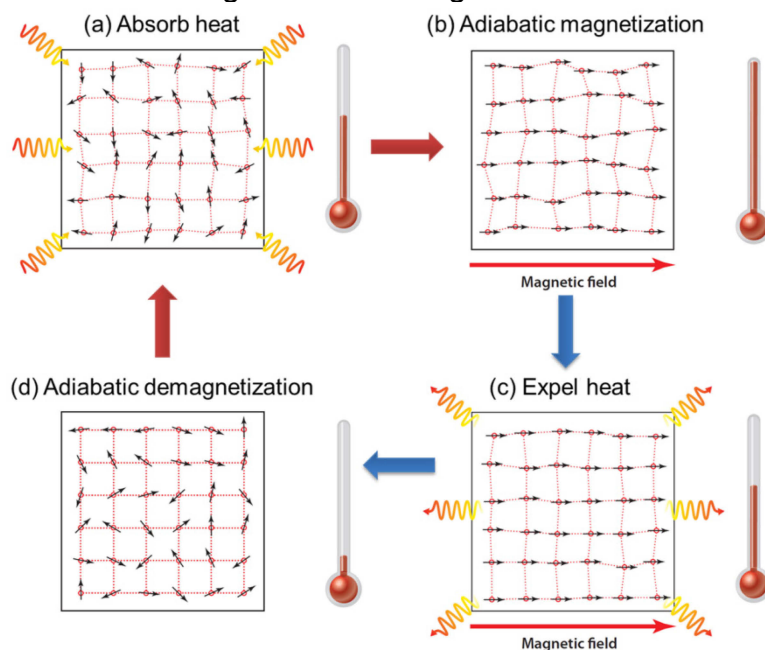 (a) Absorb heat
(b) Adiabatic magnetization
Magnetic field
(d) Adiabatic demagnetization
(c) Expel heat
Magnetic field